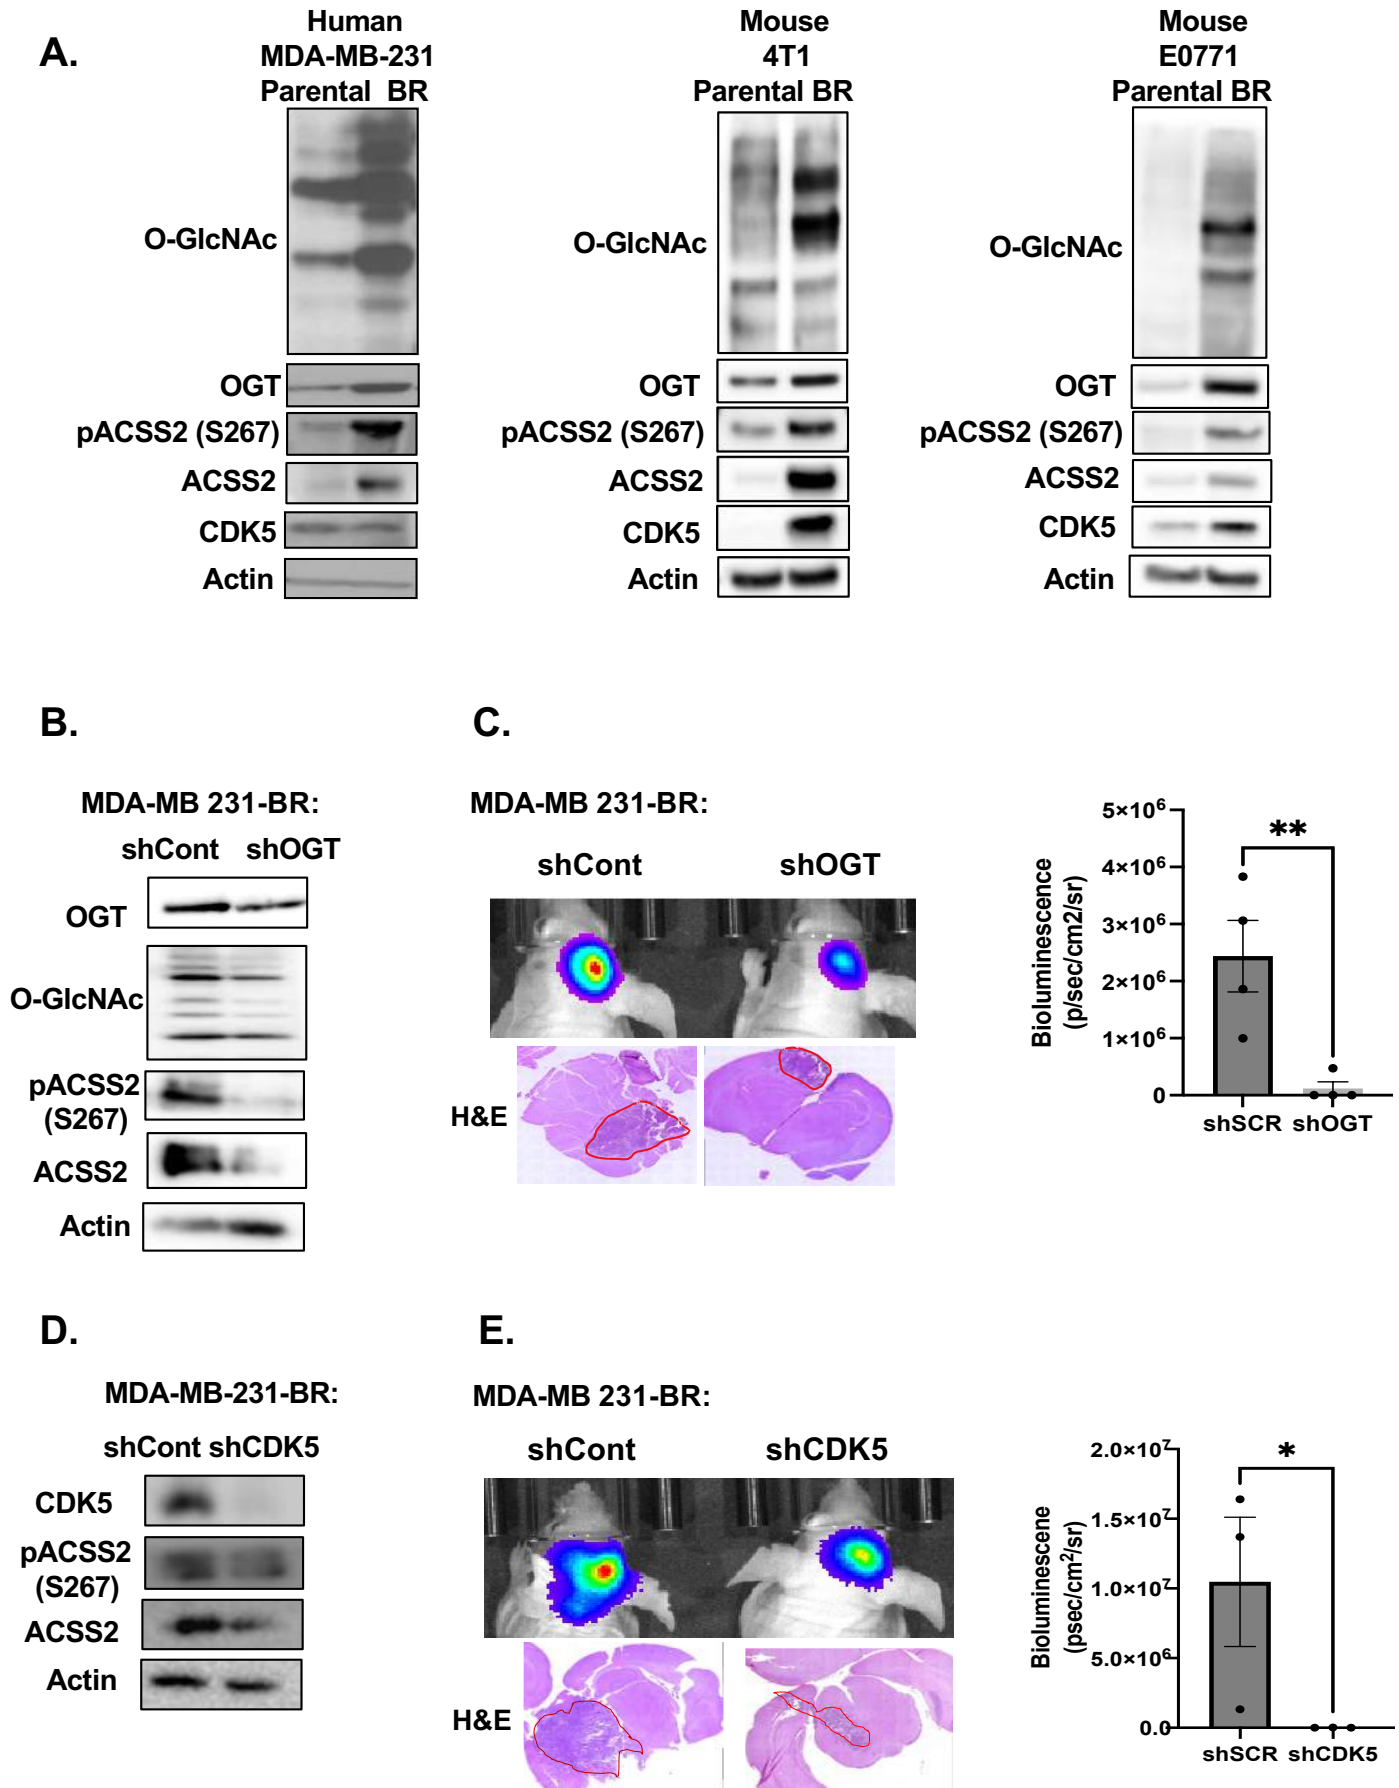 A.
Human
MDA-MB-231
Parental BR
O-GlcNAc
OGT
pACSS2 (S267)
ACSS2
CDK5
Actin
Mouse
4T1
Parental BR
O-GlcNAc
OGT
pACSS2 (S267)
ACSS2
CDK5
Actin
Mouse
E0771
Parental BR
O-GlcNAc
OGT
pACSS2 (S267)
ACSS2
CDK5
Actin
B.
MDA-MB 231-BR:
shCont shOGT
OGT
O-GlcNAc
pACSS2
(S267)
ACSS2
Actin
C.
MDA-MB 231-BR:
shCont shOGT
H&E
Bioluminescence
(p/sec/cm2/sr)
5×10⁶
4×10⁶
3×10⁶
2×10⁶
1×10⁶
0
**
shSCR shOGT
D.
MDA-MB-231-BR:
shCont shCDK5
CDK5
pACSS2
(S267)
ACSS2
Actin
E.
MDA-MB 231-BR:
shCont shCDK5
H&E
Bioluminescene
(psec/cm²/sr)
2.0×10⁷
1.5×10⁷
1.0×10⁷
5.0×10⁶
0.0
*
shSCR shCDK5